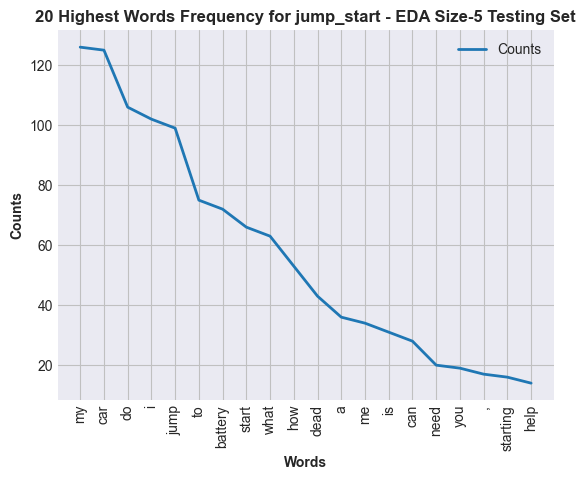 20 Highest Words Frequency for jump_start - EDA Size-5 Testing Set
Counts
120
100
80
60
40
20
Counts
my
car
do
i
jump
to
battery
start
what
how
dead
a
me
is
can
need
you
,
starting
help
Words